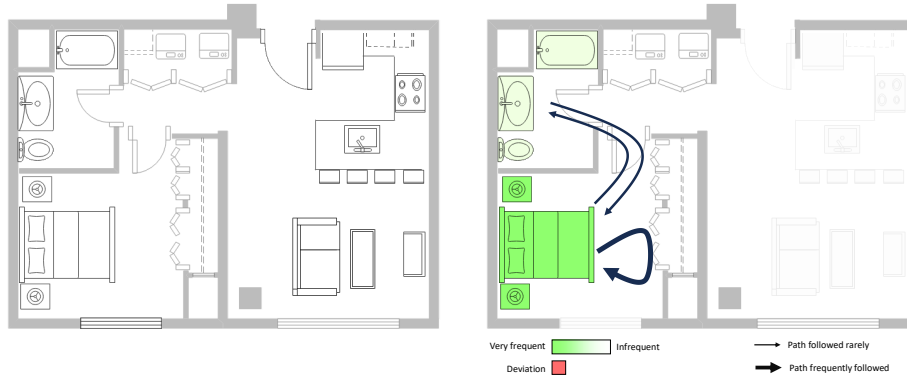 Very frequent
Infrequent
Path followed rarely
Deviation
Path frequently followed